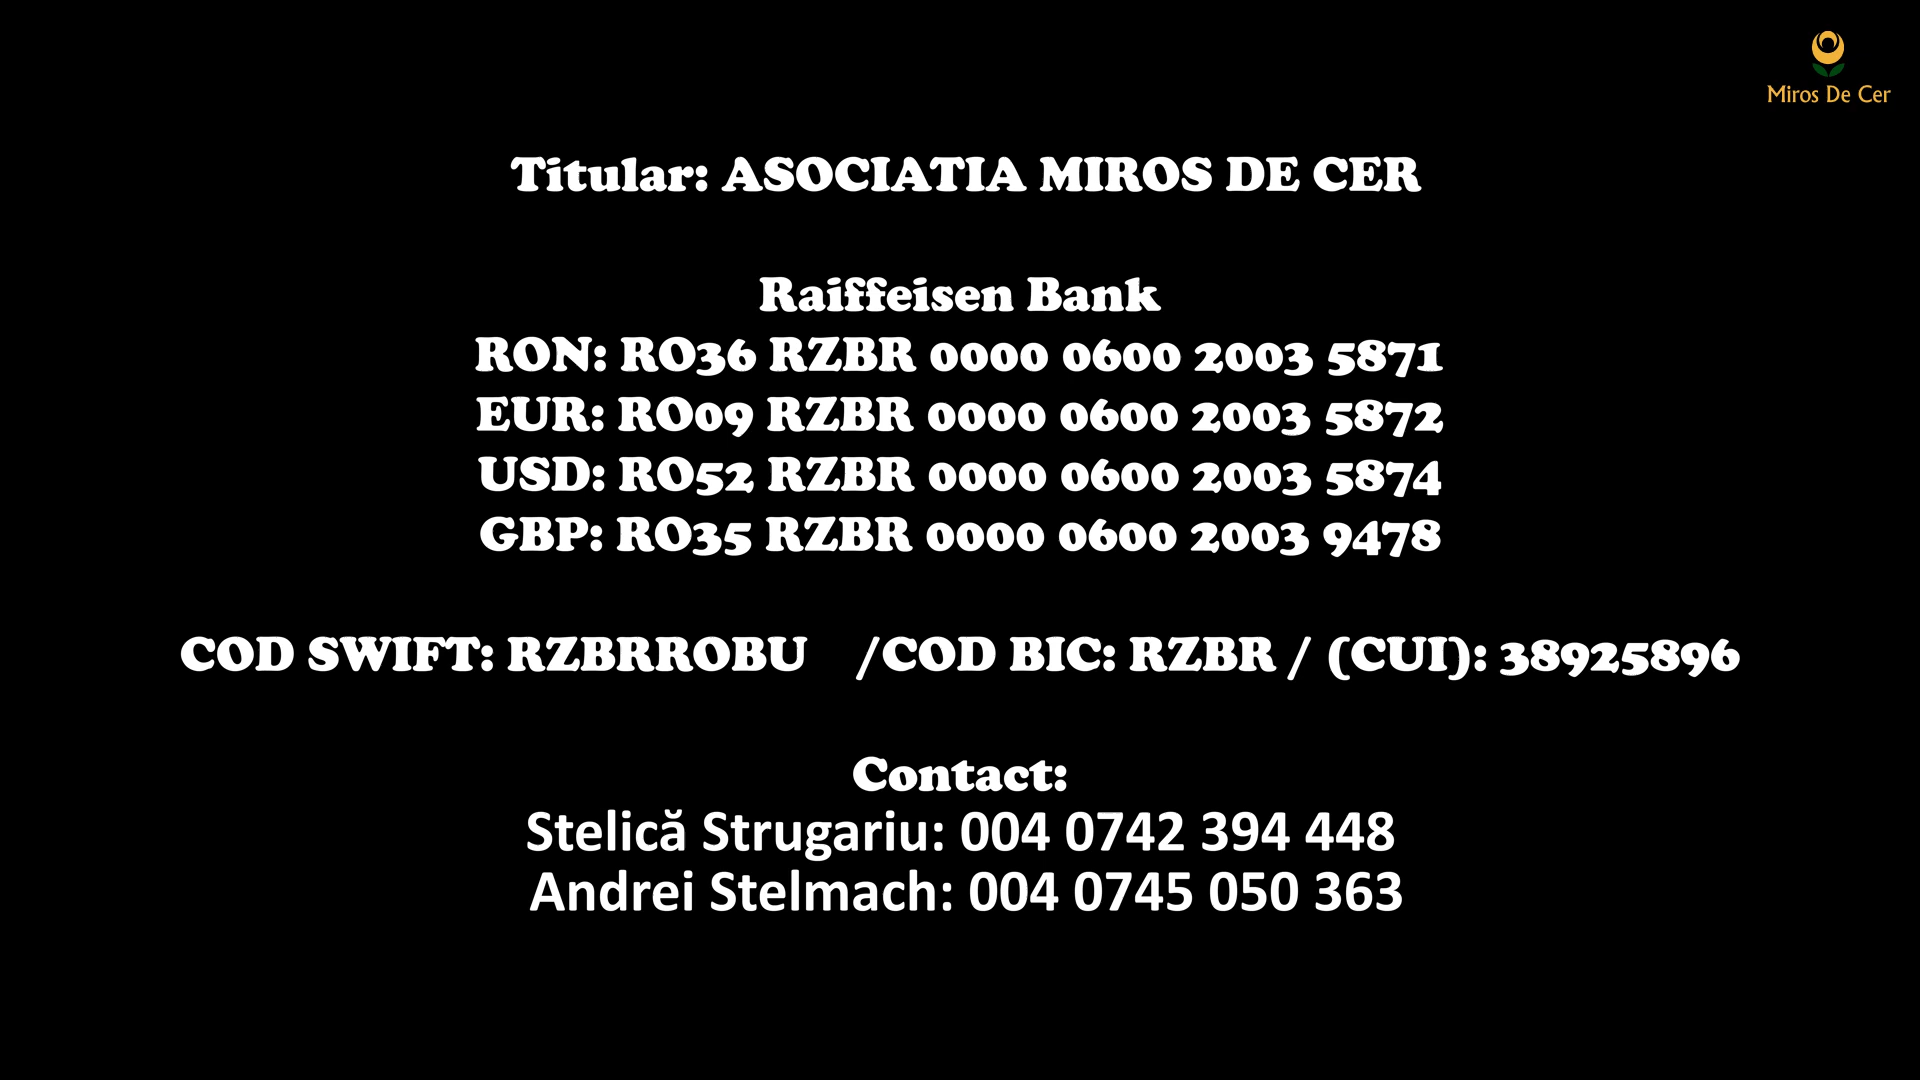 Miros De Cer
Titular: ASOCIATIA MIROS DE CER
Raiffeisen Bank
RON: RO36 RZBR 0000 0600 2003 5871
EUR: RO09 RZBR 0000 0600 2003 5872
USD: RO52 RZBR 0000 0600 2003 5874
GBP: RO35 RZBR 0000 0600 2003 9478
COD SWIFT: RZBRROBU /COD BIC: RZBR / (CUI): 38925896
Contact:
Stelică Strugariu: 004 0742 394 448
Andrei Stelmach: 004 0745 050 363